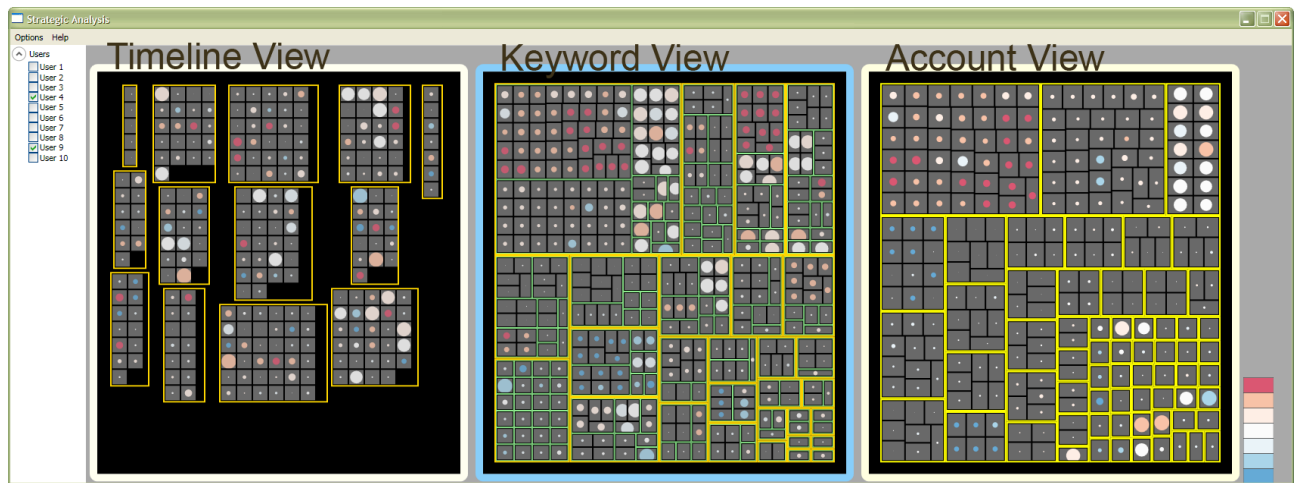 Strategic Analysis
Options Help
Users
User 1
User 2
User 3
User 4
User 5
User 6
User 7
User 8
User 9
User 10
Timeline View
Keyword View
Account View